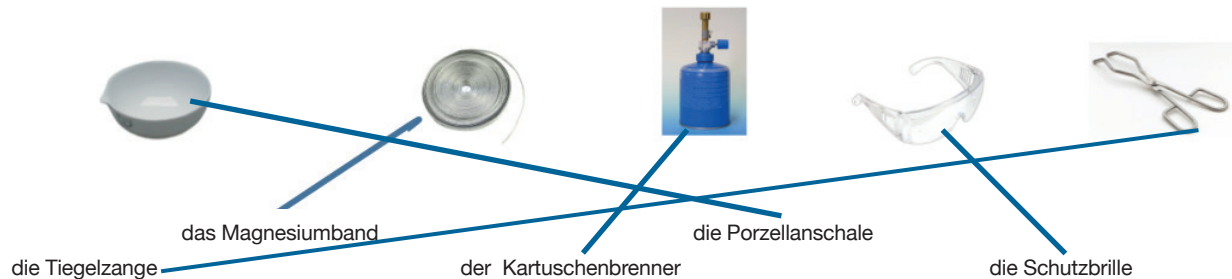 das Magnesiumband
die Porzellanschale
die Tiegelzange
der Kartuschenbrenner
die Schutzbrille